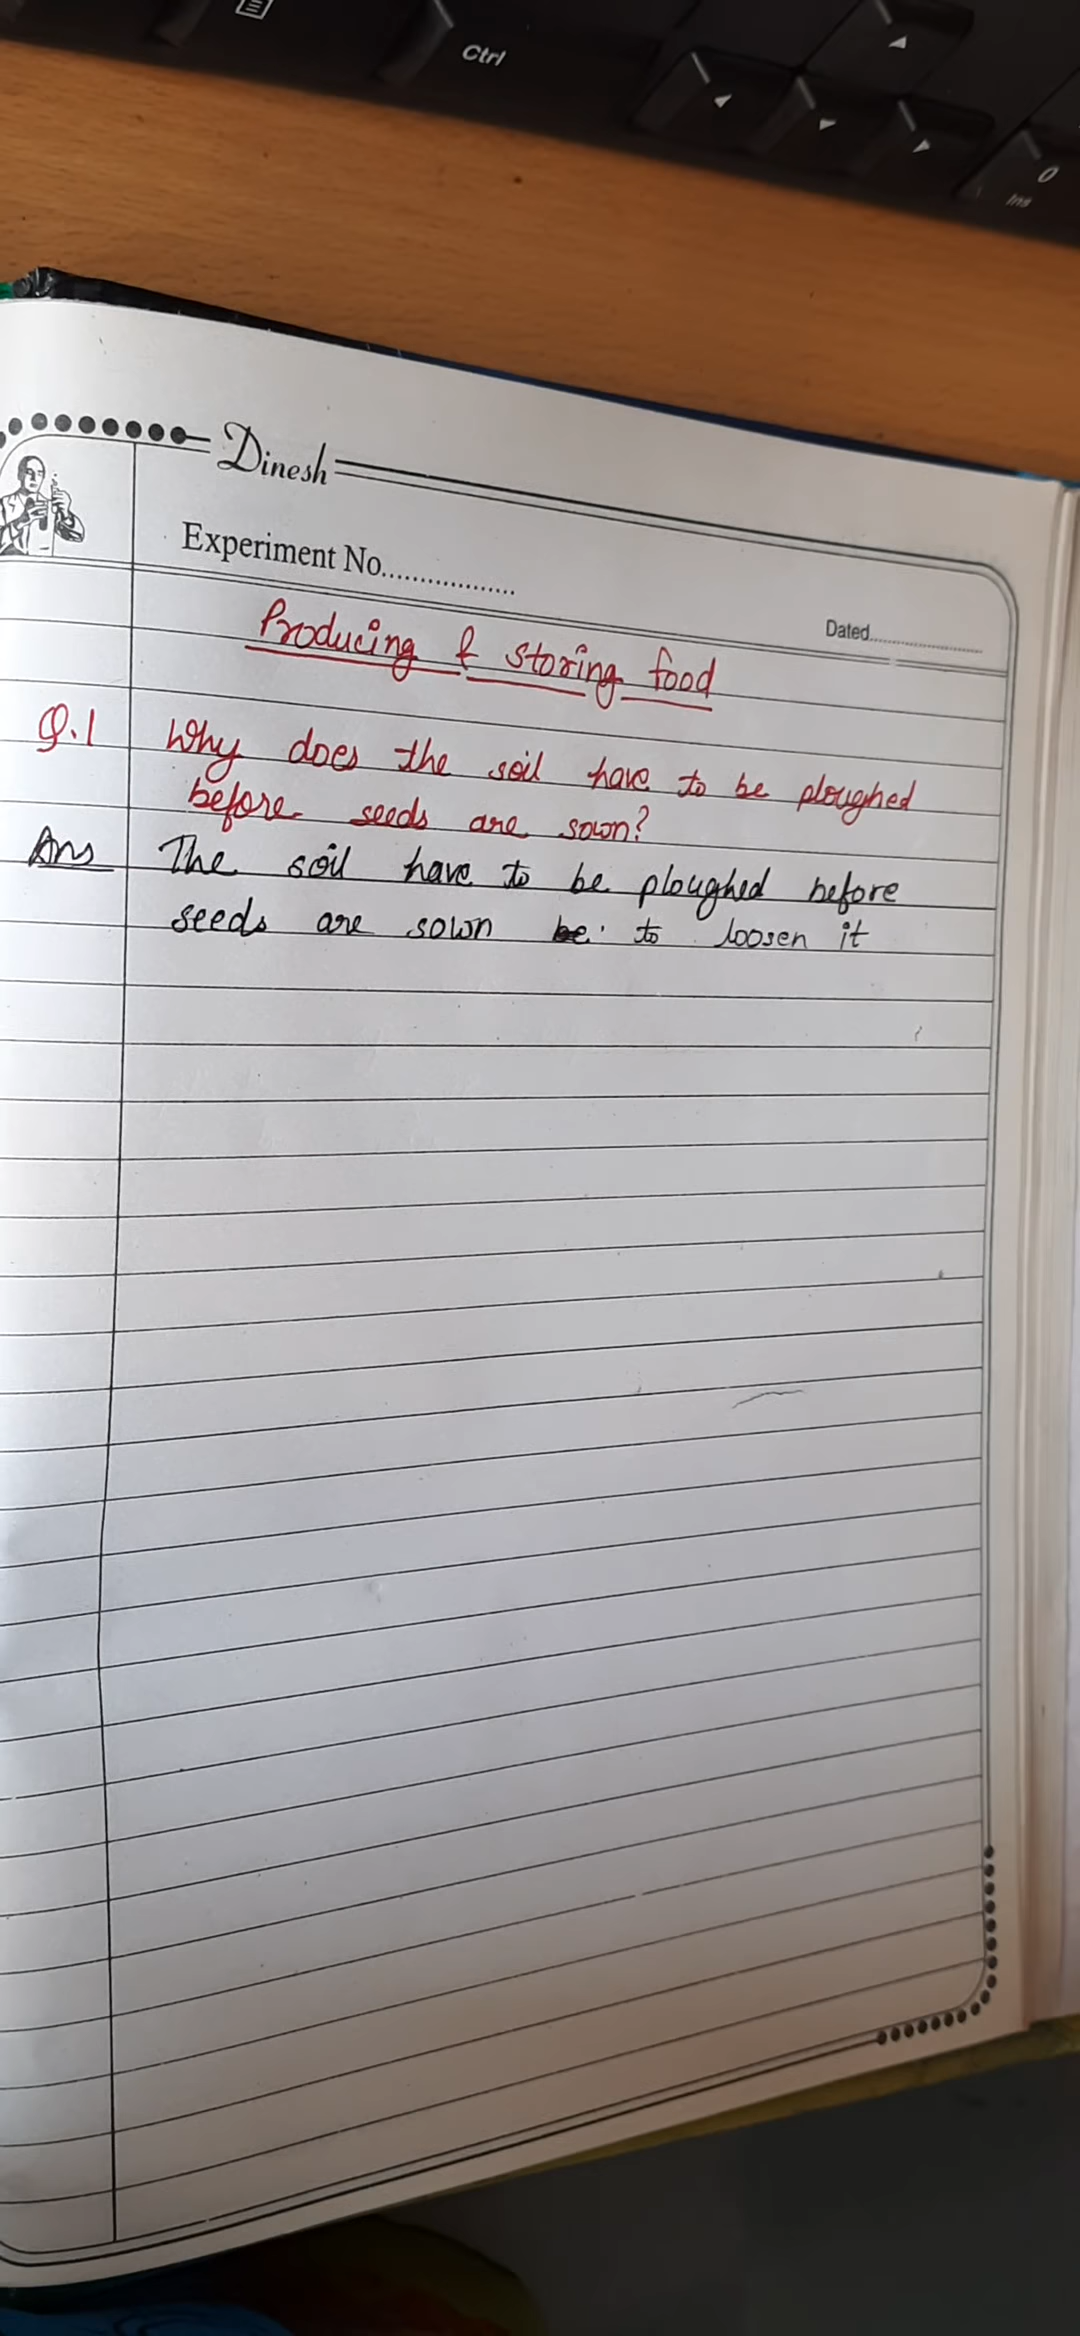 Ctrl
0
Ins
Dinesh
Experiment No..................
Dated..............................
Producing & storing food
Q.1 Why does the soil have to be ploughed
before seeds are sown?
Ans The soil have to be ploughed before
seeds are sown be to loosen it